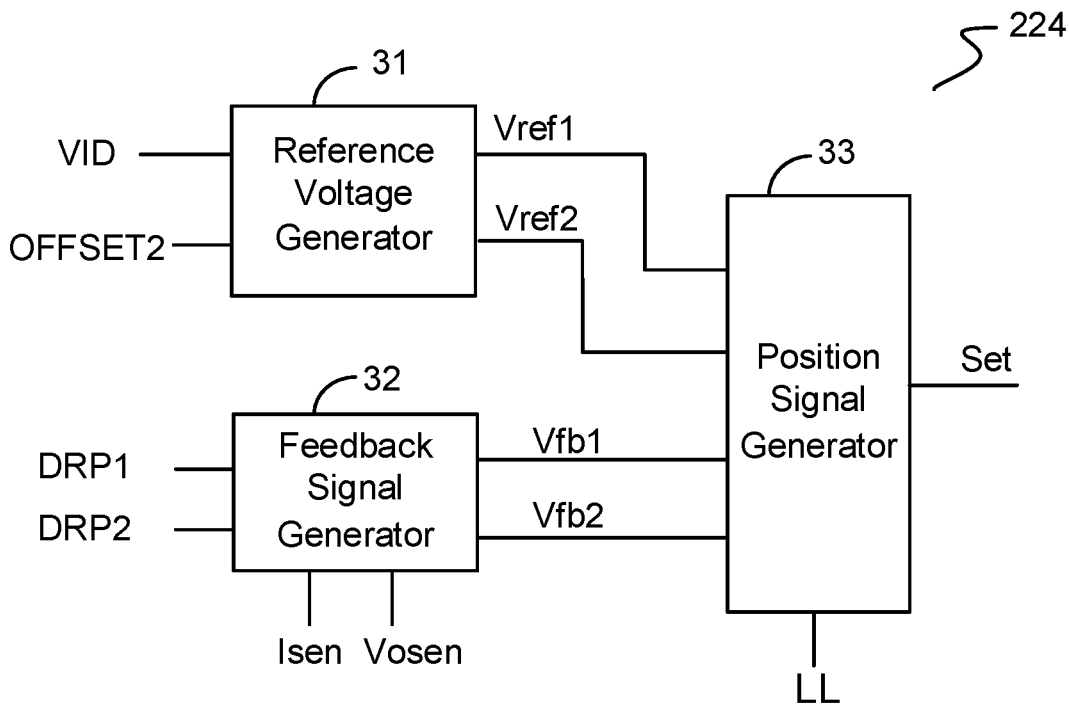 224
31
VID
OFFSET2
Reference
Voltage
Generator
Vref1
Vref2
33
Position
Signal
Generator
Set
32
DRP1
DRP2
Feedback
Signal
Generator
Vfb1
Vfb2
Isen
Vosen
LL